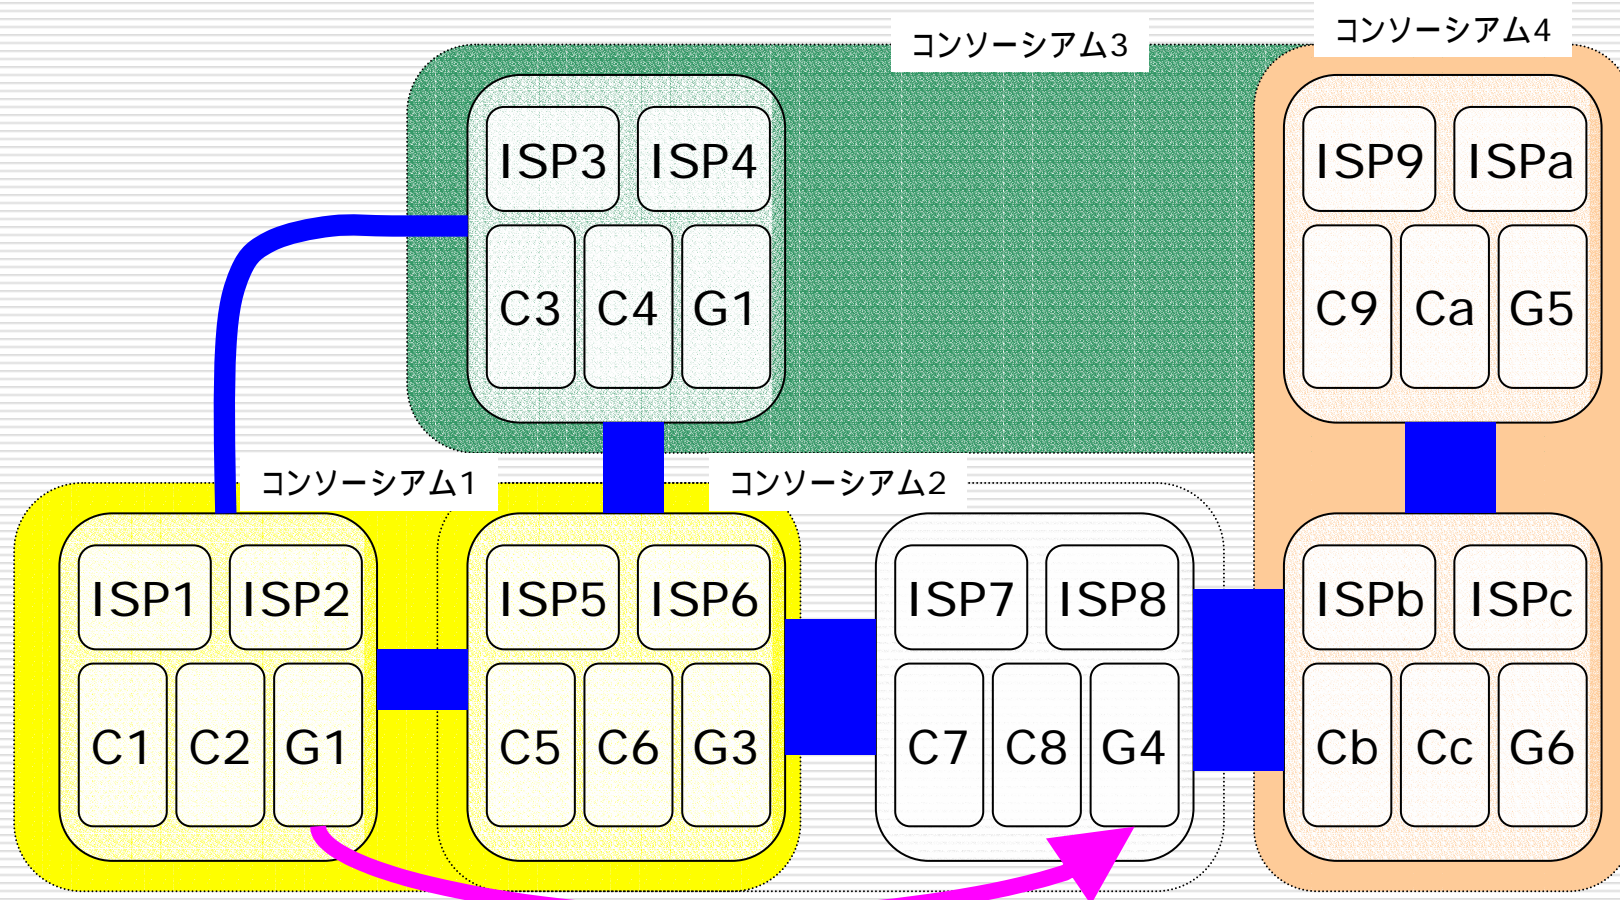 コンソーシアム3
コンソーシアム4
ISP3 ISP4
C3 C4 G1
ISP9 ISPa
C9 Ca G5
コンソーシアム1
コンソーシアム2
ISP1 ISP2
C1 C2 G1
ISP5 ISP6
C5 C6 G3
ISP7 ISP8
C7 C8 G4
ISPb ISPc
Cb Cc G6